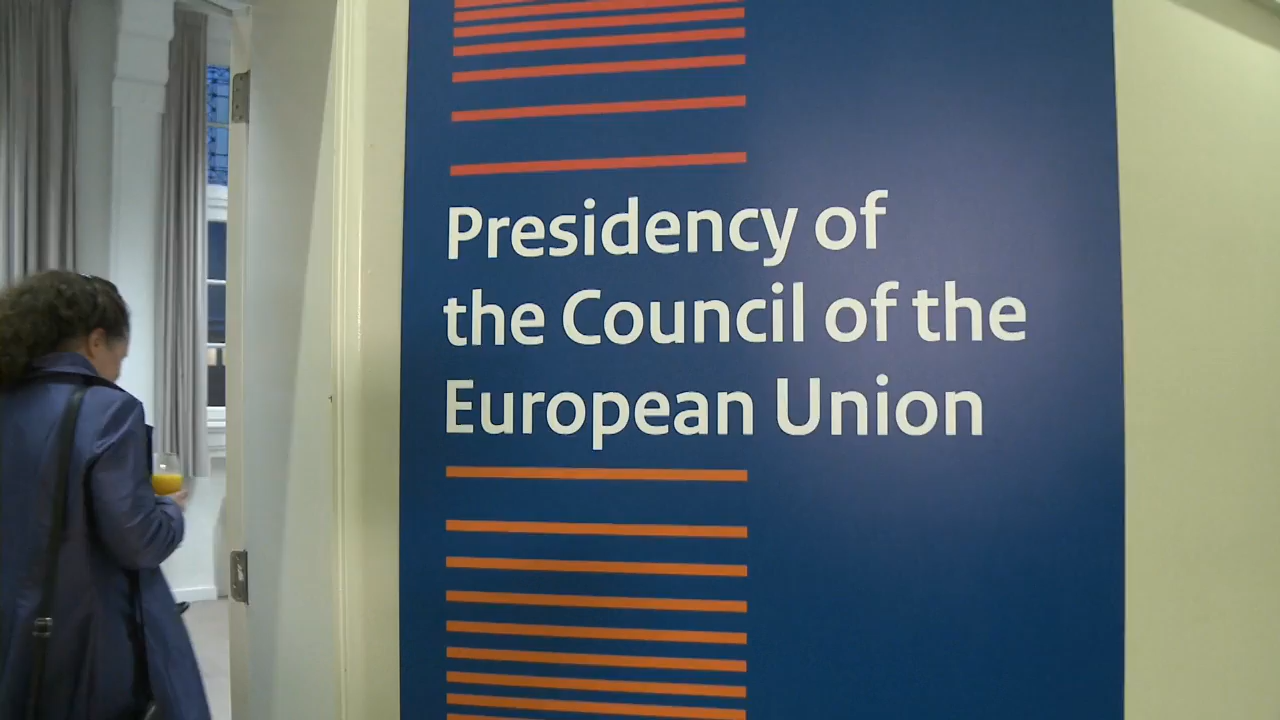 Presidency of
the Council of the
European Union